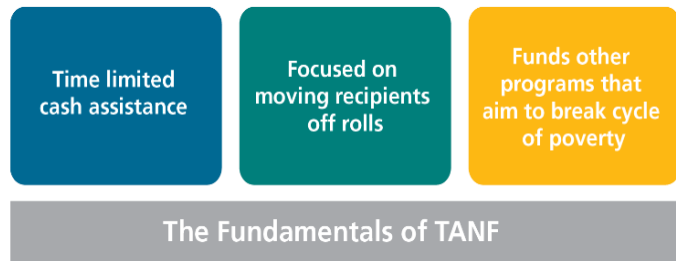 Time limited
cash assistance
Focused on
moving recipients
off rolls
Funds other
programs that
aim to break cycle
of poverty
The Fundamentals of TANF